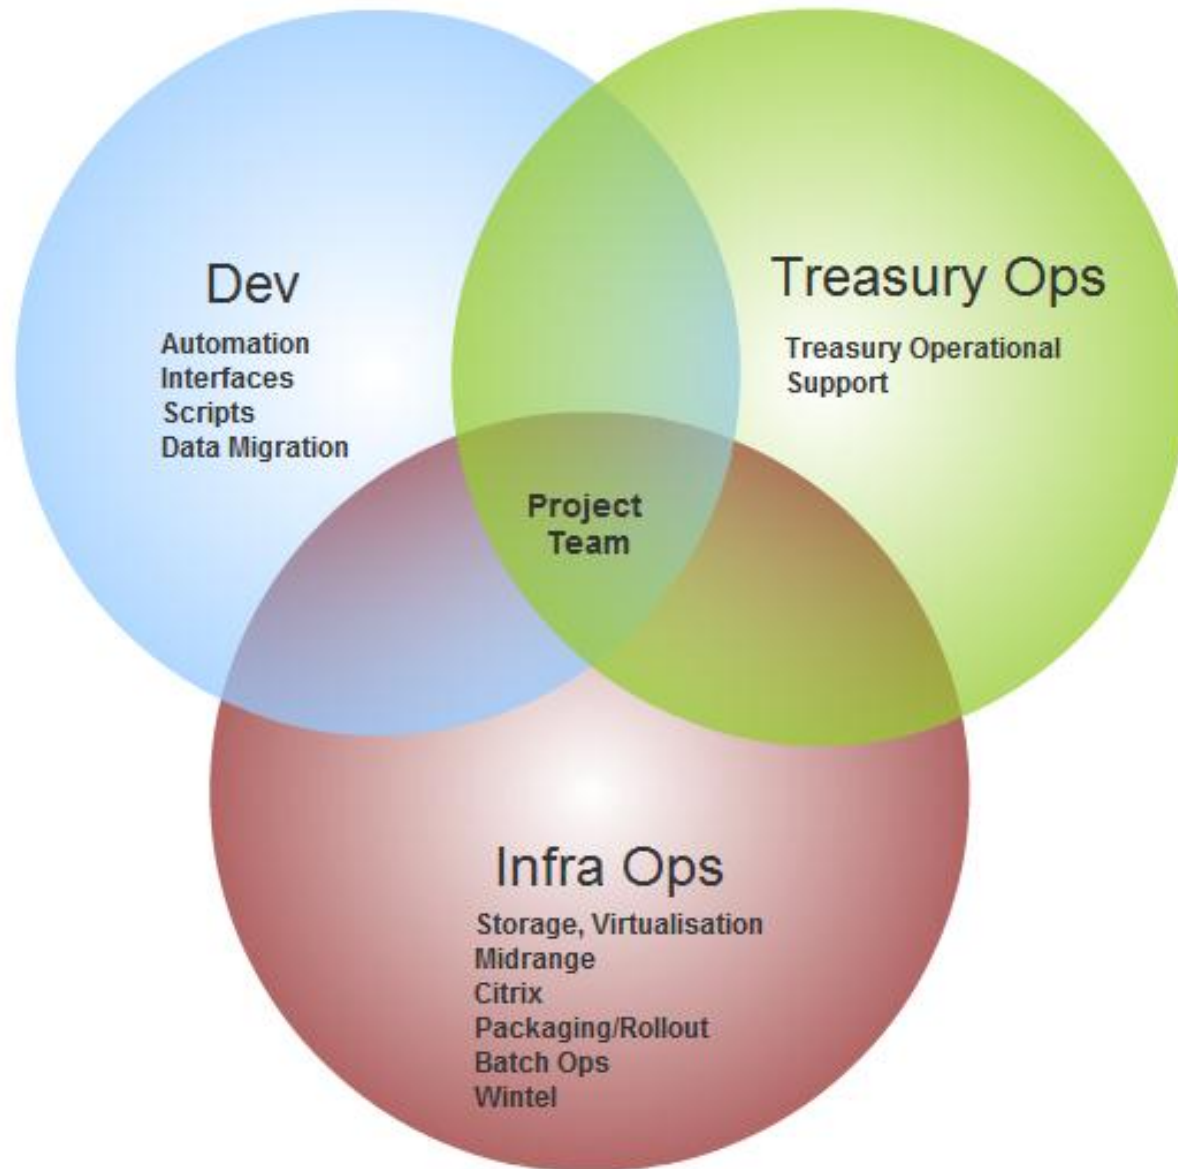 Dev
Automation
Interfaces
Scripts
Data Migration
Treasury Ops
Treasury Operational
Support
Project
Team
Infra Ops
Storage, Virtualisation
Midrange
Citrix
Packaging/Rollout
Batch Ops
Wintel